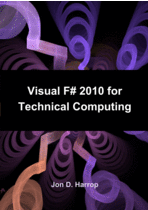 Visual F# 2010 for
Technical Computing
Jon D. Harrop